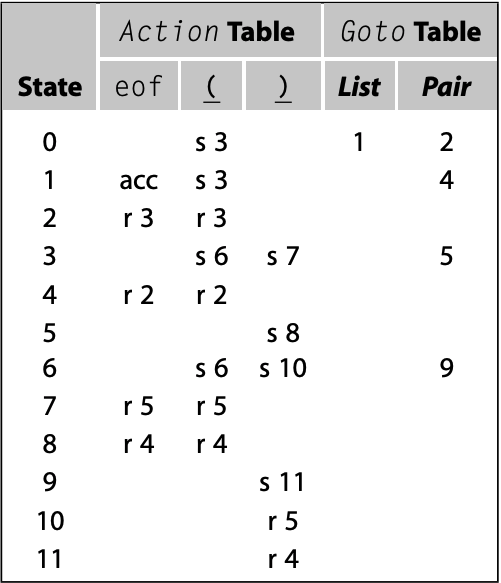 Action Table Goto Table
State eof ( ) List Pair
0 s 3 1 2
1 acc s 3 4
2 r 3 r 3
3 s 6 s 7 5
4 r 2 r 2
5 s 8
6 s 6 s 10 9
7 r 5 r 5
8 r 4 r 4
9 s 11
10 r 5
11 r 4